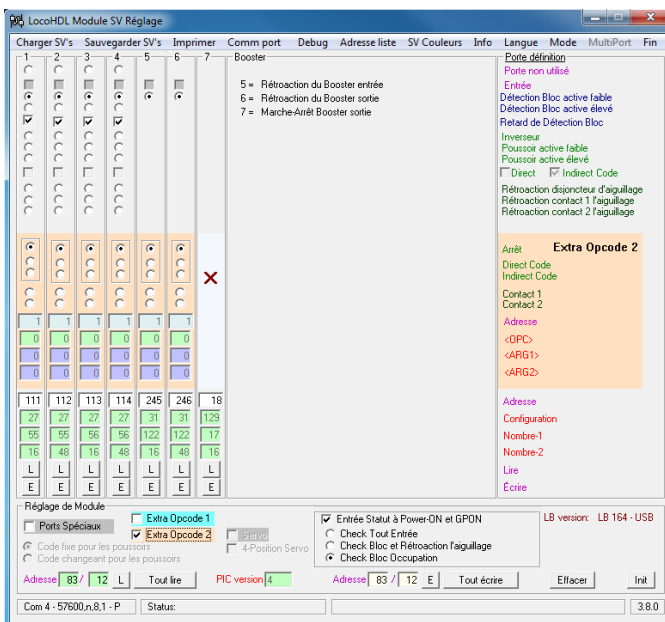 LocoHDL Module SV Réglage
Charger SV's Sauvegarder SV's Imprimer Comm port Debug Adresse liste SV Couleurs Info Langue Mode MultiPort Fin
1 2 3 4 5 6 7 Booster
5 = Rétroaction du Booster entrée
6 = Rétroaction du Booster sortie
7 = Marche-Arrêt Booster sortie
Porte définition
Porte non utilisé
Entrée
Détection Bloc active faible
Détection Bloc active élevé
Retard de Détection Bloc
Inverseur
Poussoir active faible
Poussoir active élevé
Direct Indirect Code
Rétroaction disjoncteur d'aiguillage
Rétroaction contact 1 l'aiguillage
Rétroaction contact 2 l'aiguillage
Arrêt Extra Opcode 2
Direct Code
Indirect Code
Contact 1
Contact 2
1 1 1 1 1 1 Adresse
0 0 0 0 0 0 <OPC>
0 0 0 0 0 0 <ARG1>
0 0 0 0 0 0 <ARG2>
111 112 113 114 245 246 18 Adresse
27 27 27 27 31 31 129 Configuration
55 55 56 56 122 122 17 Nombre-1
16 48 16 48 16 48 16 Nombre-2
L L L L L L L Lire
E E E E E E E Écrire
Réglage de Module
Ports Spéciaux
Extra Opcode 1
Extra Opcode 2
Code fixe pour les poussoirs
Code changeant pour les poussoirs
Servo
4-Position Servo
Entrée Statut à Power-ON et GPON
Check Tout Entrée
Check Bloc et Rétroaction l'aiguillage
Check Bloc Occupation
LB version: LB 164 - USB
Adresse 83 / 12 L Tout lire PIC version 4 Adresse 83 / 12 E Tout écrire Effacer Init
Com 4 - 57600,n,8,1 - P Status: 3.8.0